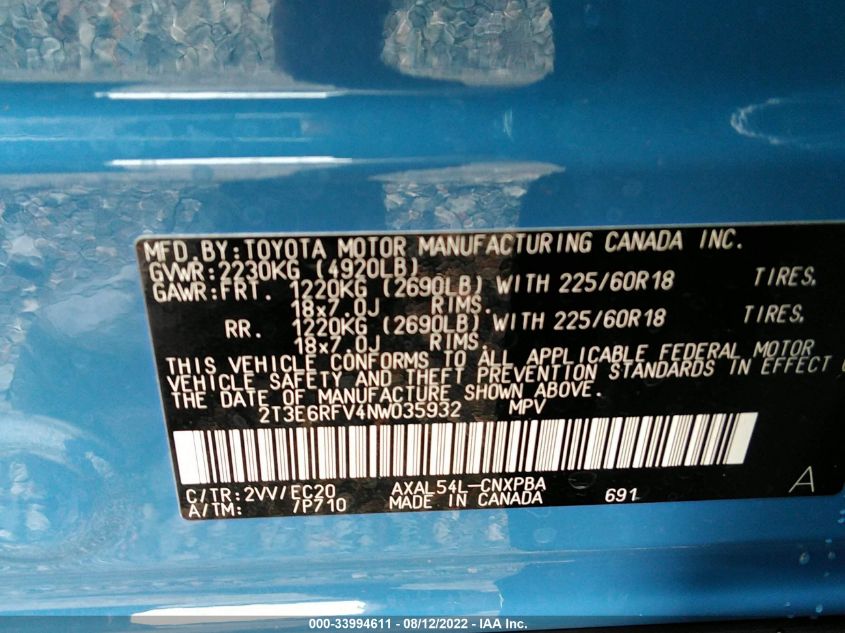 MFD.BY:TOYOTA MOTOR MANUFACTURING CANADA INC.
GVWR:2230KG (4920LB)
GAWR:FRT. 1220KG (2690LB) WITH 225/60R18 TIRES,
18x7.0J RIMS.
RR. 1220KG (2690LB) WITH 225/60R18 TIRES,
18x7.0J RIMS.
THIS VEHICLE CONFORMS TO ALL APPLICABLE FEDERAL MOTOR
VEHICLE SAFETY AND THEFT PREVENTION STANDARDS IN EFFECT
THE DATE OF MANUFACTURE SHOWN ABOVE.
2T3E6RFV4NW035932 MPV
C/TR:2VV/EC20 AXAL54L-CNXPBA
A/TM: /P710 MADE IN CANADA 691 A
000-33994611 - 08/12/2022 - IAA Inc.